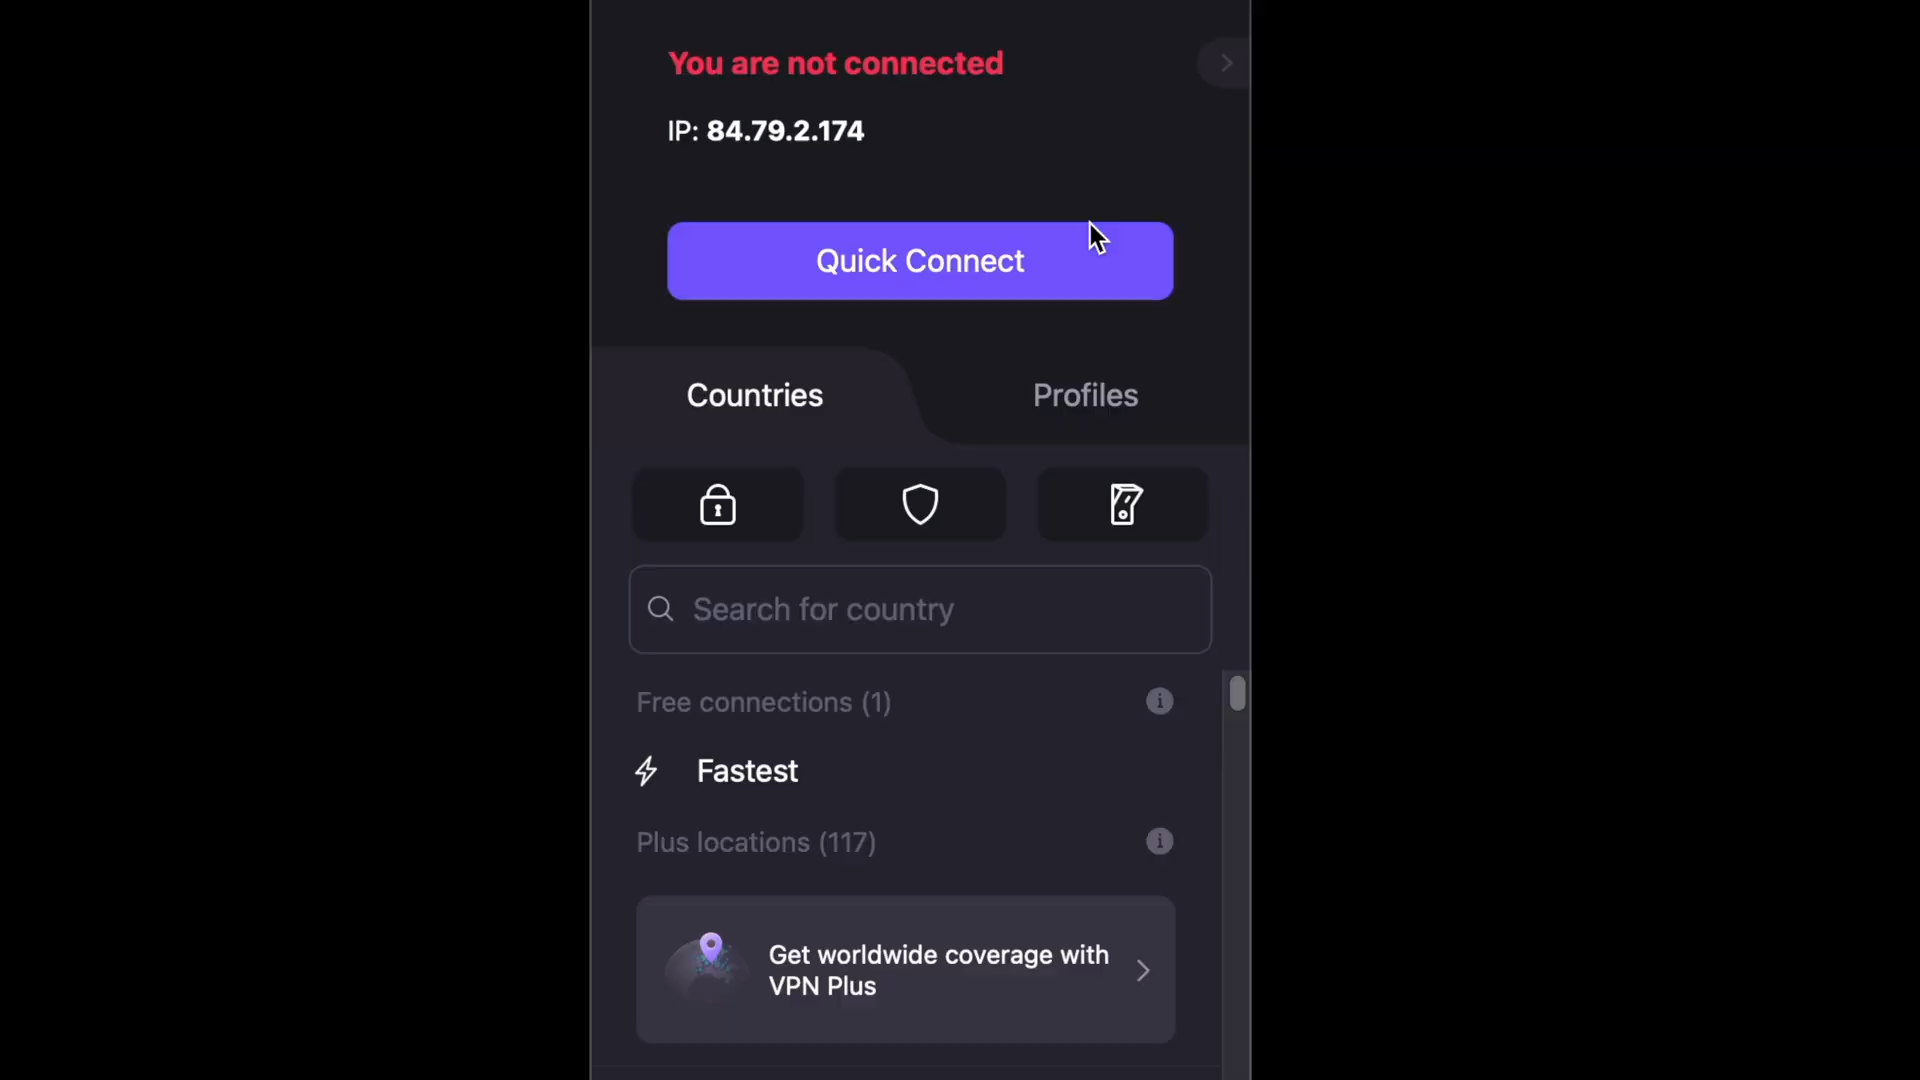 You are not connected
IP: 84.79.2.174
Quick Connect
Countries
Profiles
Search for country
Free connections (1)
Fastest
Plus locations (117)
Get worldwide coverage with
VPN Plus